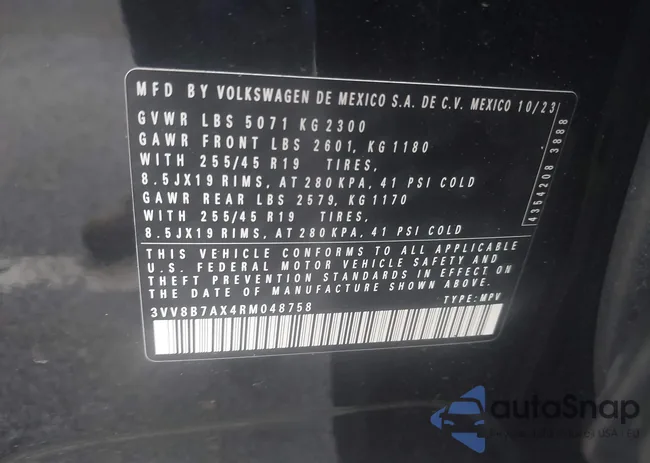 MFD BY VOLKSWAGEN DE MEXICO S.A. DE C.V. MEXICO 10/23
GVWR LBS 5071 KG 2300
GAWR FRONT LBS 2601, KG 1180
WITH 255/45 R19 TIRES,
8.5JX19 RIMS, AT 280 KPA, 41 PSI COLD
GAWR REAR LBS 2579, KG 1170
WITH 255/45 R19 TIRES,
8.5JX19 RIMS, AT 280 KPA, 41 PSI COLD
THIS VEHICLE CONFORMS TO ALL APPLICABLE
U.S. FEDERAL MOTOR VEHICLE SAFETY AND
THEFT PREVENTION STANDARDS IN EFFECT ON
THE DATE OF MANUFACTURE SHOWN ABOVE.
3VV8B7AX4RM048758 TYPE: MPV
4354208 3888
autoSnap